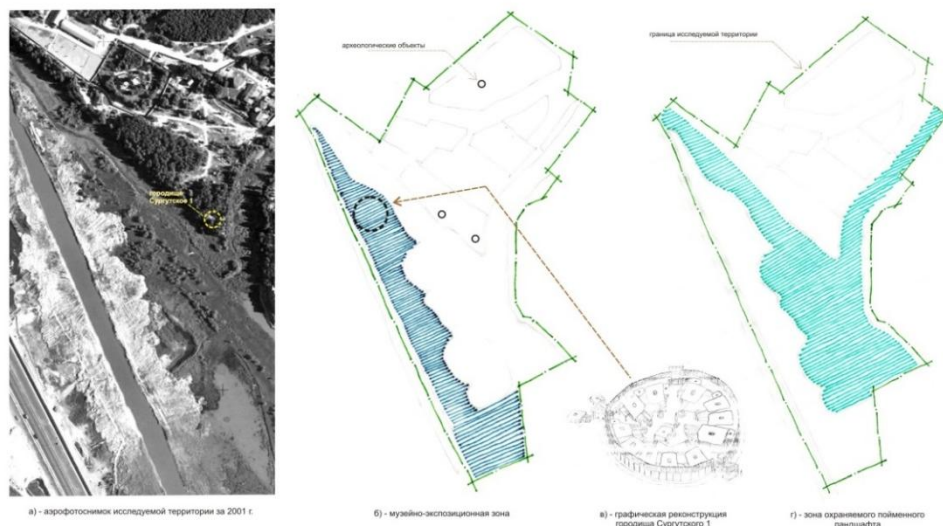 археологические объекты
граница исследуемой территории
городище
Сургутское 1
а) - аэрофотоснимок исследуемой территории за 2001 г.
б) - музейно-экспозиционная зона
в) - графическая реконструкция
городища Сургутского 1
г) - зона охраняемого пойменного
ландшафта